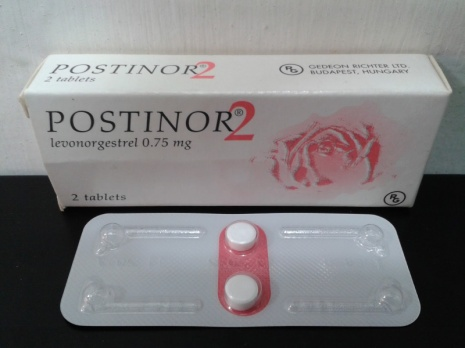 POSTINOR®2
2 tablets
GEDEON RICHTER LTD.
BUDAPEST, HUNGARY
POSTINOR®2
levonorgestrel 0.75 mg
2 tablets